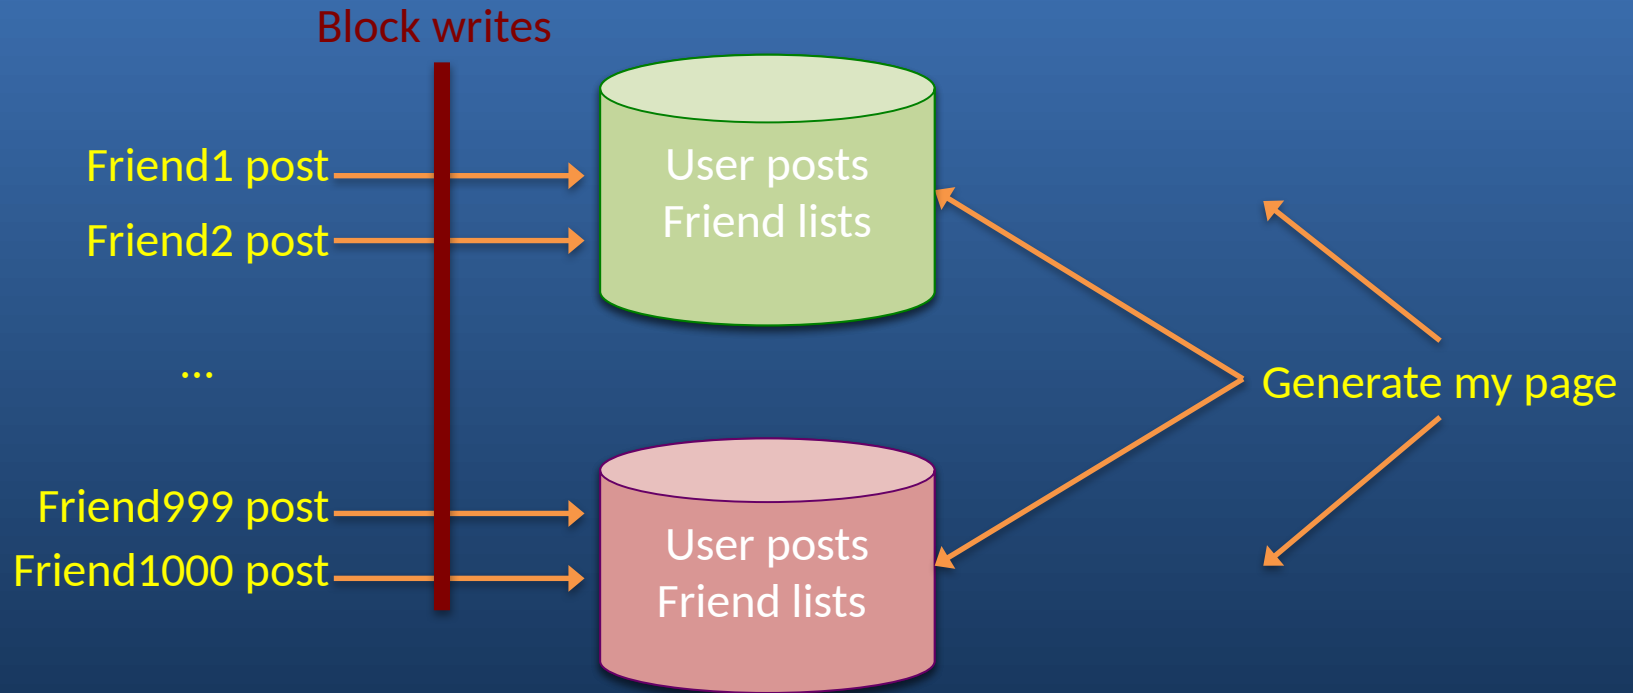 Block writes
Friend1 post
Friend2 post
...
Friend999 post
Friend1000 post
User posts
Friend lists
User posts
Friend lists
Generate my page